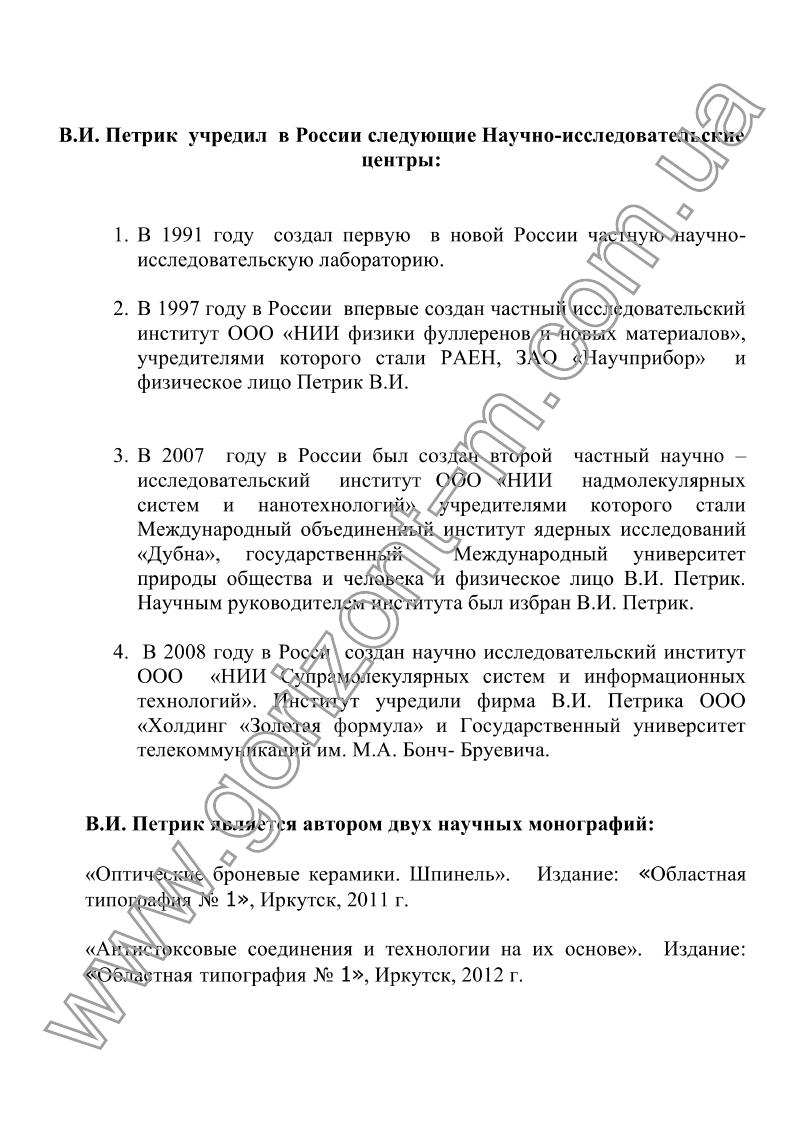 В.И. Петрик учредил в России следующие Научно-исследовательские
центры:
1. В 1991 году создал первую в новой России частную научно-
исследовательскую лабораторию.
2. В 1997 году в России впервые создан частный исследовательский
институт ООО «НИИ физики фуллеренов и новых материалов»,
учредителями которого стали РАЕН, ЗАО «Научприбор» и
физическое лицо Петрик В.И.
3. В 2007 году в России был создан второй частный научно –
исследовательский институт ООО «НИИ надмолекулярных
систем и нанотехнологий» учредителями которого стали
Международный объединенный институт ядерных исследований
«Дубна», государственный Международный университет
природы общества и человека и физическое лицо В.И. Петрик.
Научным руководителем института был избран В.И. Петрик.
4. В 2008 году в Росси создан научно исследовательский институт
ООО «НИИ Супрамолекулярных систем и информационных
технологий». Институт учредили фирма В.И. Петрика ООО
«Холдинг «Золотая формула» и Государственный университет
телекоммуникаций им. М.А. Бонч- Бруевича.
В.И. Петрик является автором двух научных монографий:
«Оптические броневые керамики. Шпинель». Издание: «Областная
типография № 1», Иркутск, 2011 г.
«Антистоксовые соединения и технологии на их основе». Издание:
«Областная типография № 1», Иркутск, 2012 г.
www.gorizont-m.com.ua